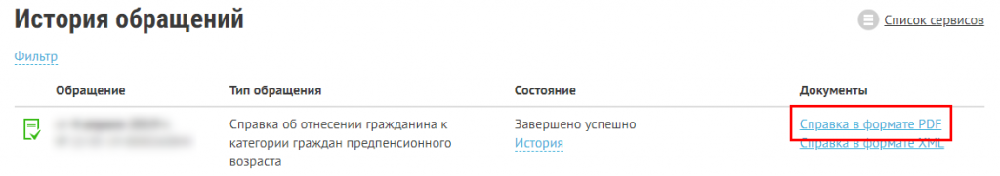 История обращений
Список сервисов
Фильтр
Обращение Тип обращения Состояние Документы
Справка об отнесении гражданина к Завершено успешно Справка в формате PDF
категории граждан предпенсионного История Справка в формате XML
возраста